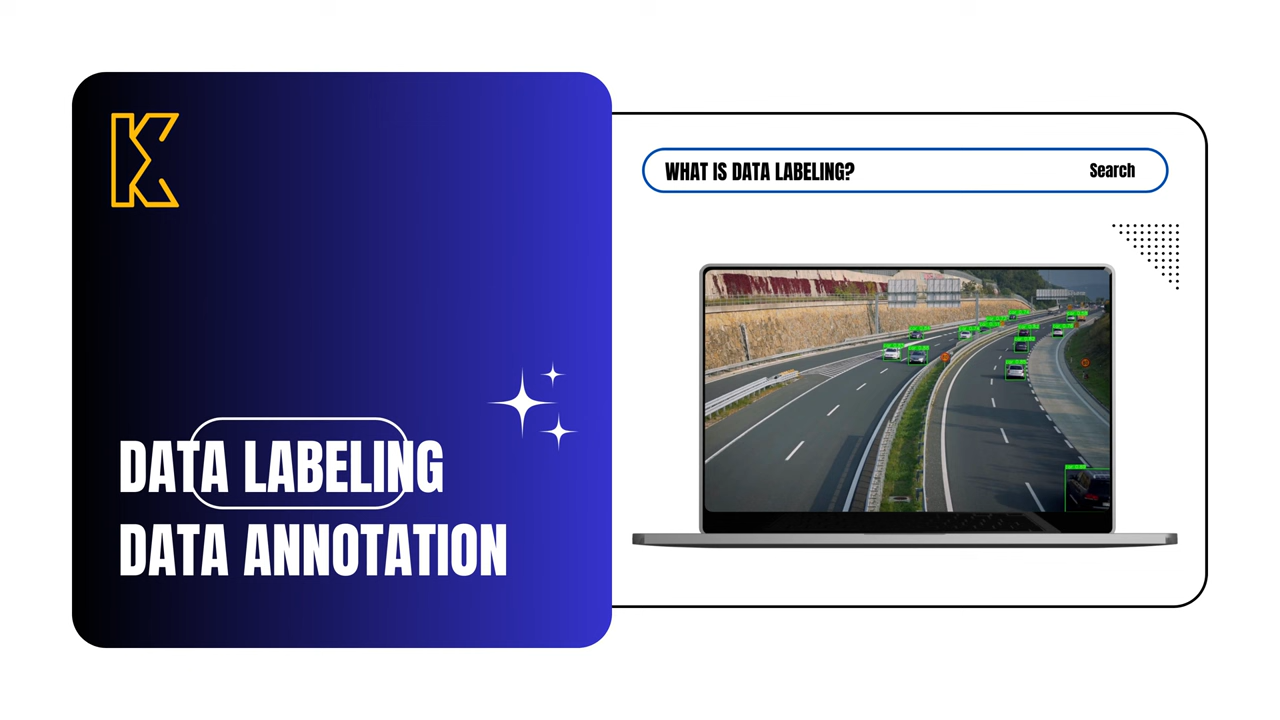 DATA LABELING
DATA ANNOTATION
WHAT IS DATA LABELING?
Search